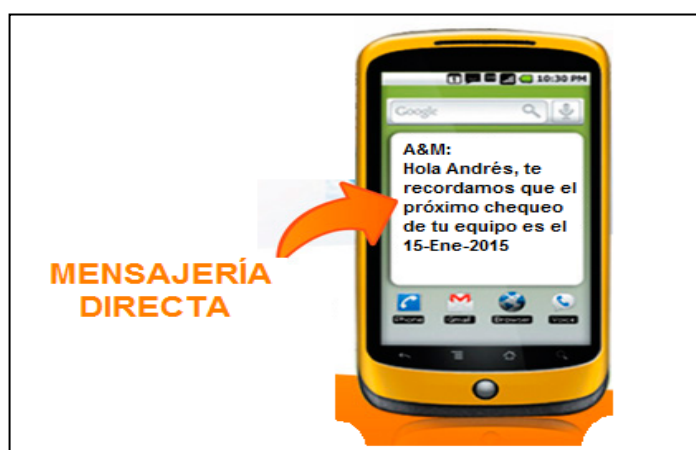 10:30 PM
Google
A&M:
Hola Andrés, te
recordamos que el
próximo chequeo
de tu equipo es el
15-Ene-2015
MENSAJERÍA
DIRECTA
Phone Gmail Browser Voice